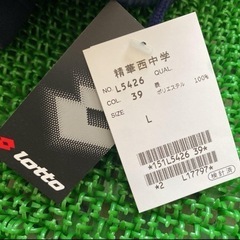 精華西中学
NO. L5426 QUAL.
COL. 39 表 ポリエステル 100%
SIZE.
L
*151L5426 39*
*2 L17797*
検針済
lotto